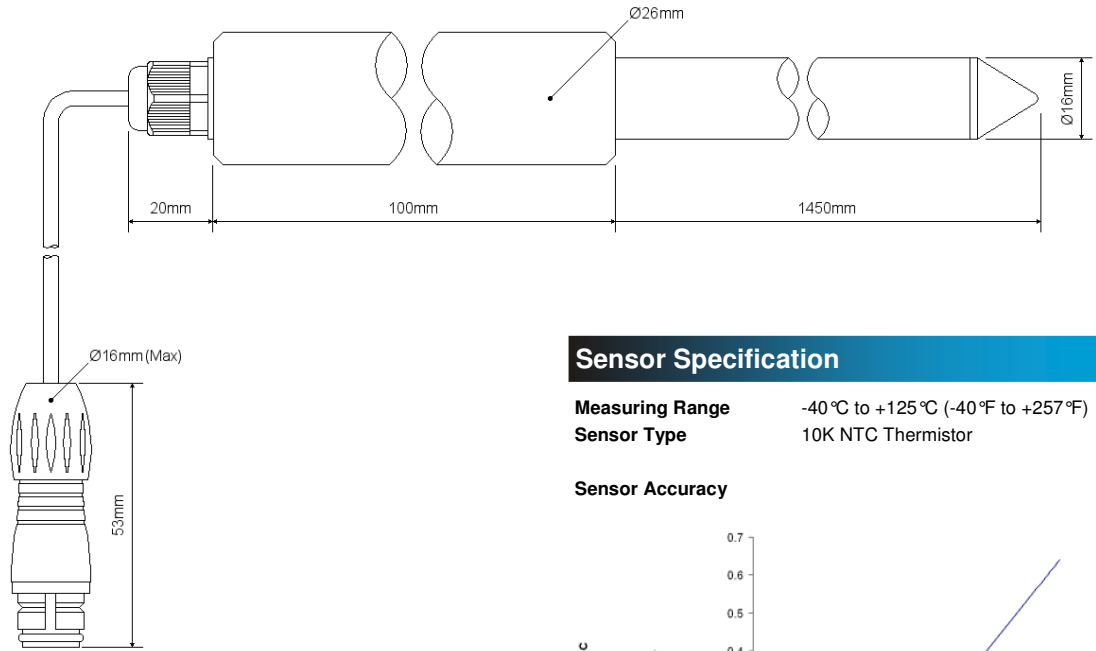 Ø26mm
Ø16mm
20mm
100mm
1450mm
Ø16mm(Max)
53mm
Sensor Specification
Measuring Range -40°C to +125°C (-40°F to +257°F)
Sensor Type 10K NTC Thermistor
Sensor Accuracy
0.7
0.6
0.5